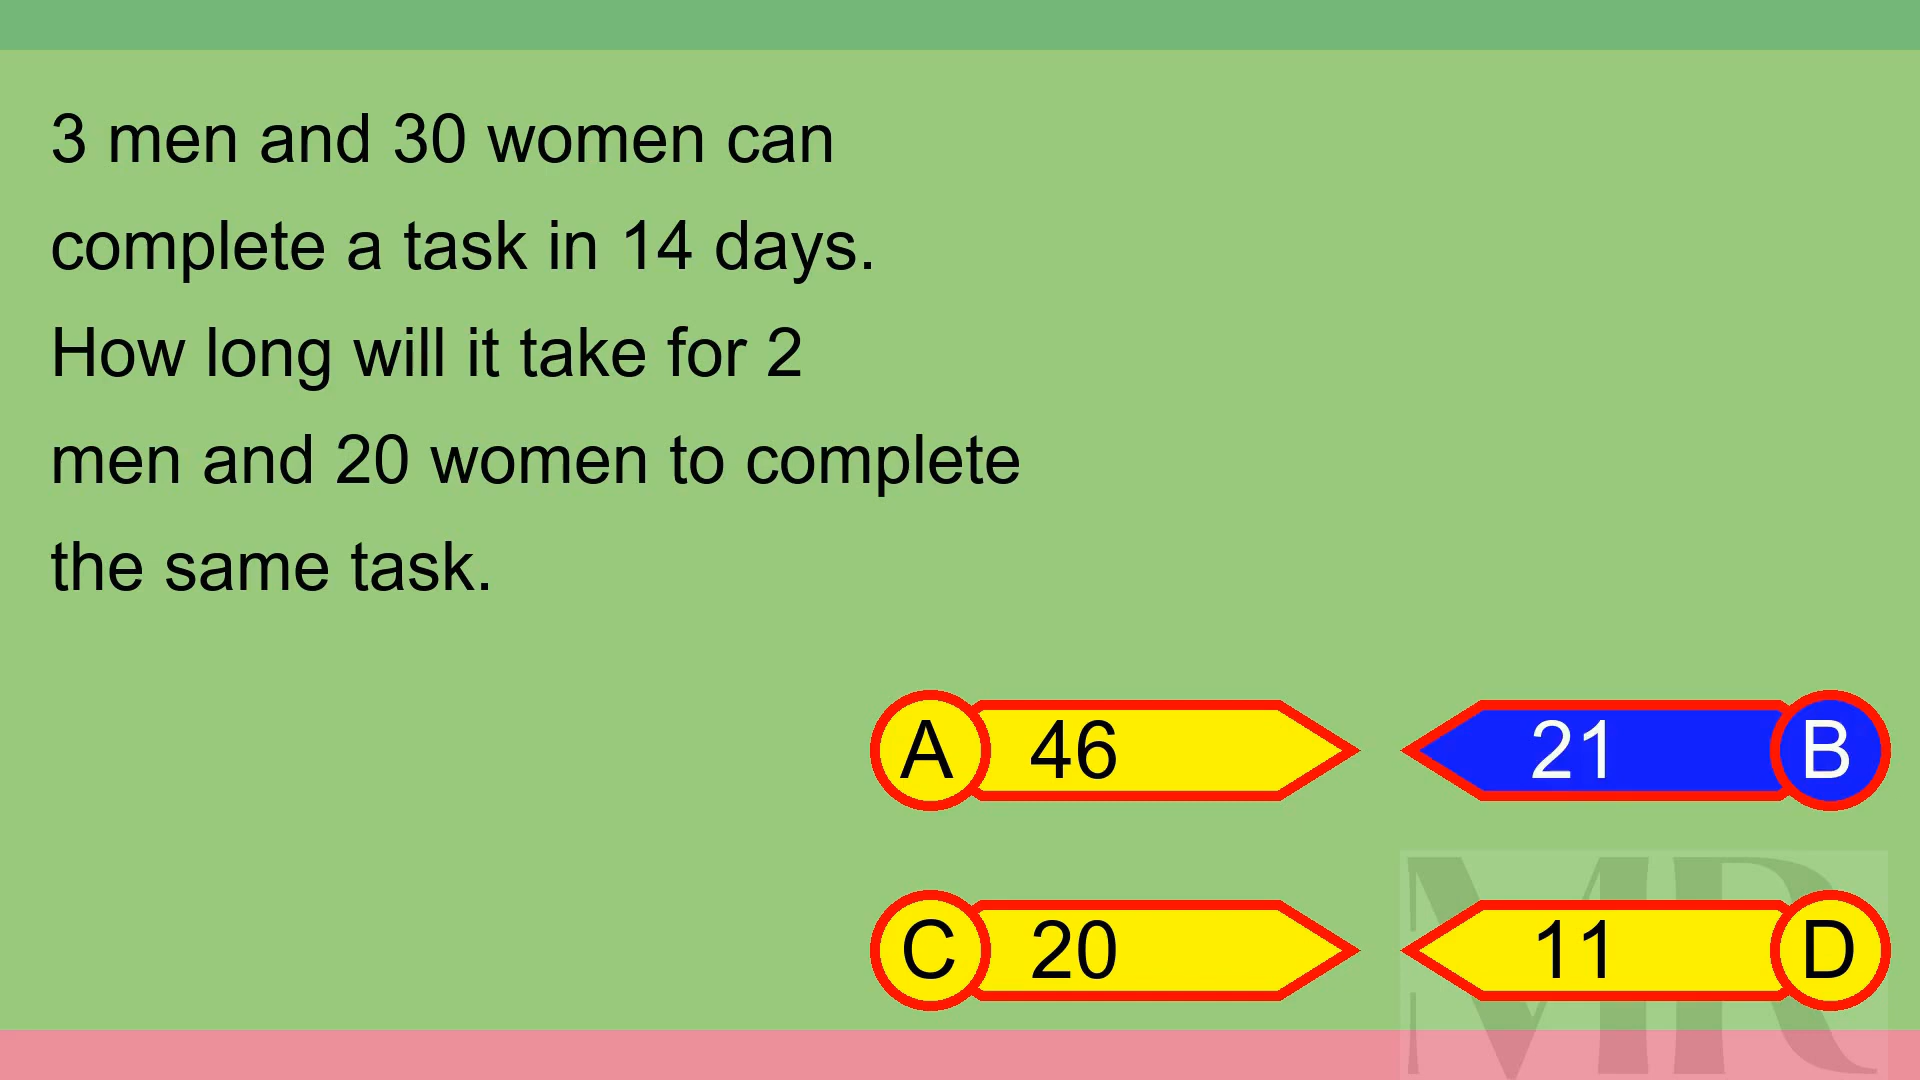 3 men and 30 women can
complete a task in 14 days.
How long will it take for 2
men and 20 women to complete
the same task.
A 46
21 B
C 20
11 D
MR